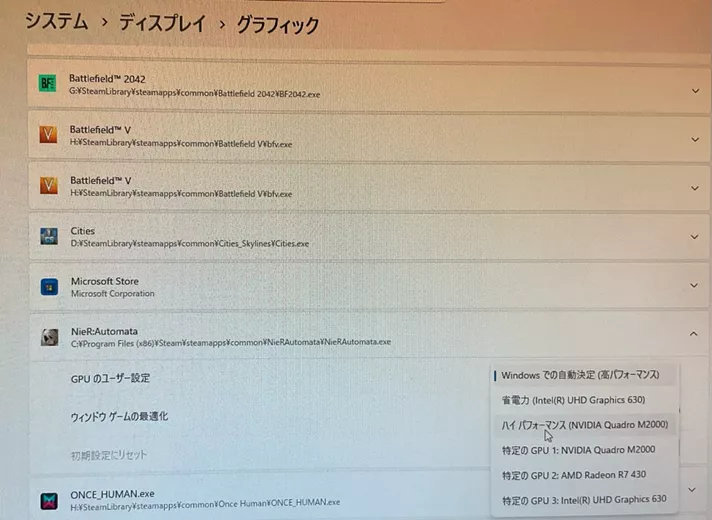 システム › ディスプレイ › グラフィック
Battlefield™ 2042
G:¥SteamLibrary¥steamapps¥common¥Battlefield 2042¥BF2042.exe
Battlefield™ V
H:¥SteamLibrary¥steamapps¥common¥Battlefield V¥bfv.exe
Battlefield™ V
H:¥SteamLibrary¥steamapps¥common¥Battlefield V¥bfv.exe
Cities
D:¥SteamLibrary¥steamapps¥common¥Cities_Skylines¥Cities.exe
Microsoft Store
Microsoft Corporation
NieR:Automata
C:¥Program Files (x86)¥Steam¥steamapps¥common¥NieRAutomata¥NieRAutomata.exe
GPU のユーザー設定
ウィンドウ ゲームの最適化
初期設定にリセット
Windows での自動決定 (高パフォーマンス)
省電力 (Intel(R) UHD Graphics 630)
ハイ パフォーマンス (NVIDIA Quadro M2000)
特定の GPU 1: NVIDIA Quadro M2000
特定の GPU 2: AMD Radeon R7 430
特定の GPU 3: Intel(R) UHD Graphics 630
ONCE_HUMAN.exe
H:¥SteamLibrary¥steamapps¥common¥Once Human¥ONCE_HUMAN.exe